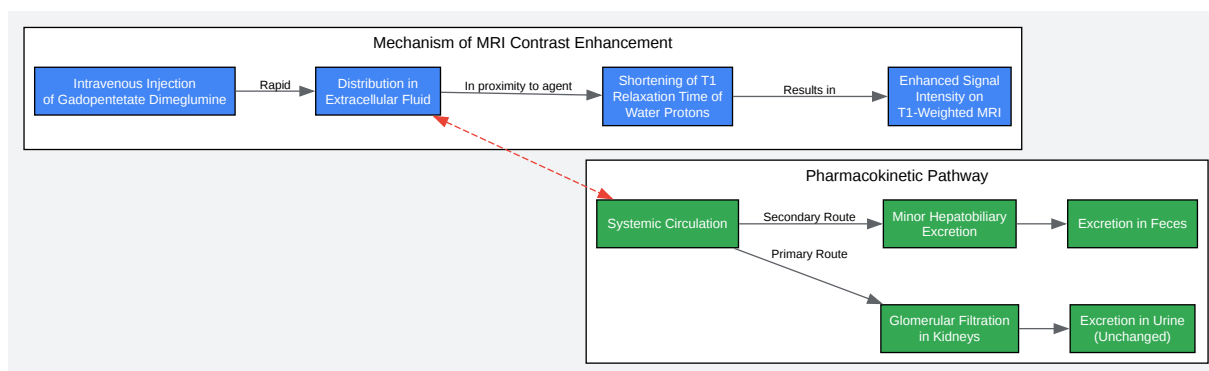 Mechanism of MRI Contrast Enhancement
Intravenous Injection
of Gadopentetate Dimeglumine
Rapid
Distribution in
Extracellular Fluid
In proximity to agent
Shortening of T1
Relaxation Time of
Water Protons
Results in
Enhanced Signal
Intensity on
T1-Weighted MRI
Pharmacokinetic Pathway
Systemic Circulation
Secondary Route
Minor Hepatobiliary
Excretion
Excretion in Feces
Primary Route
Glomerular Filtration
in Kidneys
Excretion in Urine
(Unchanged)